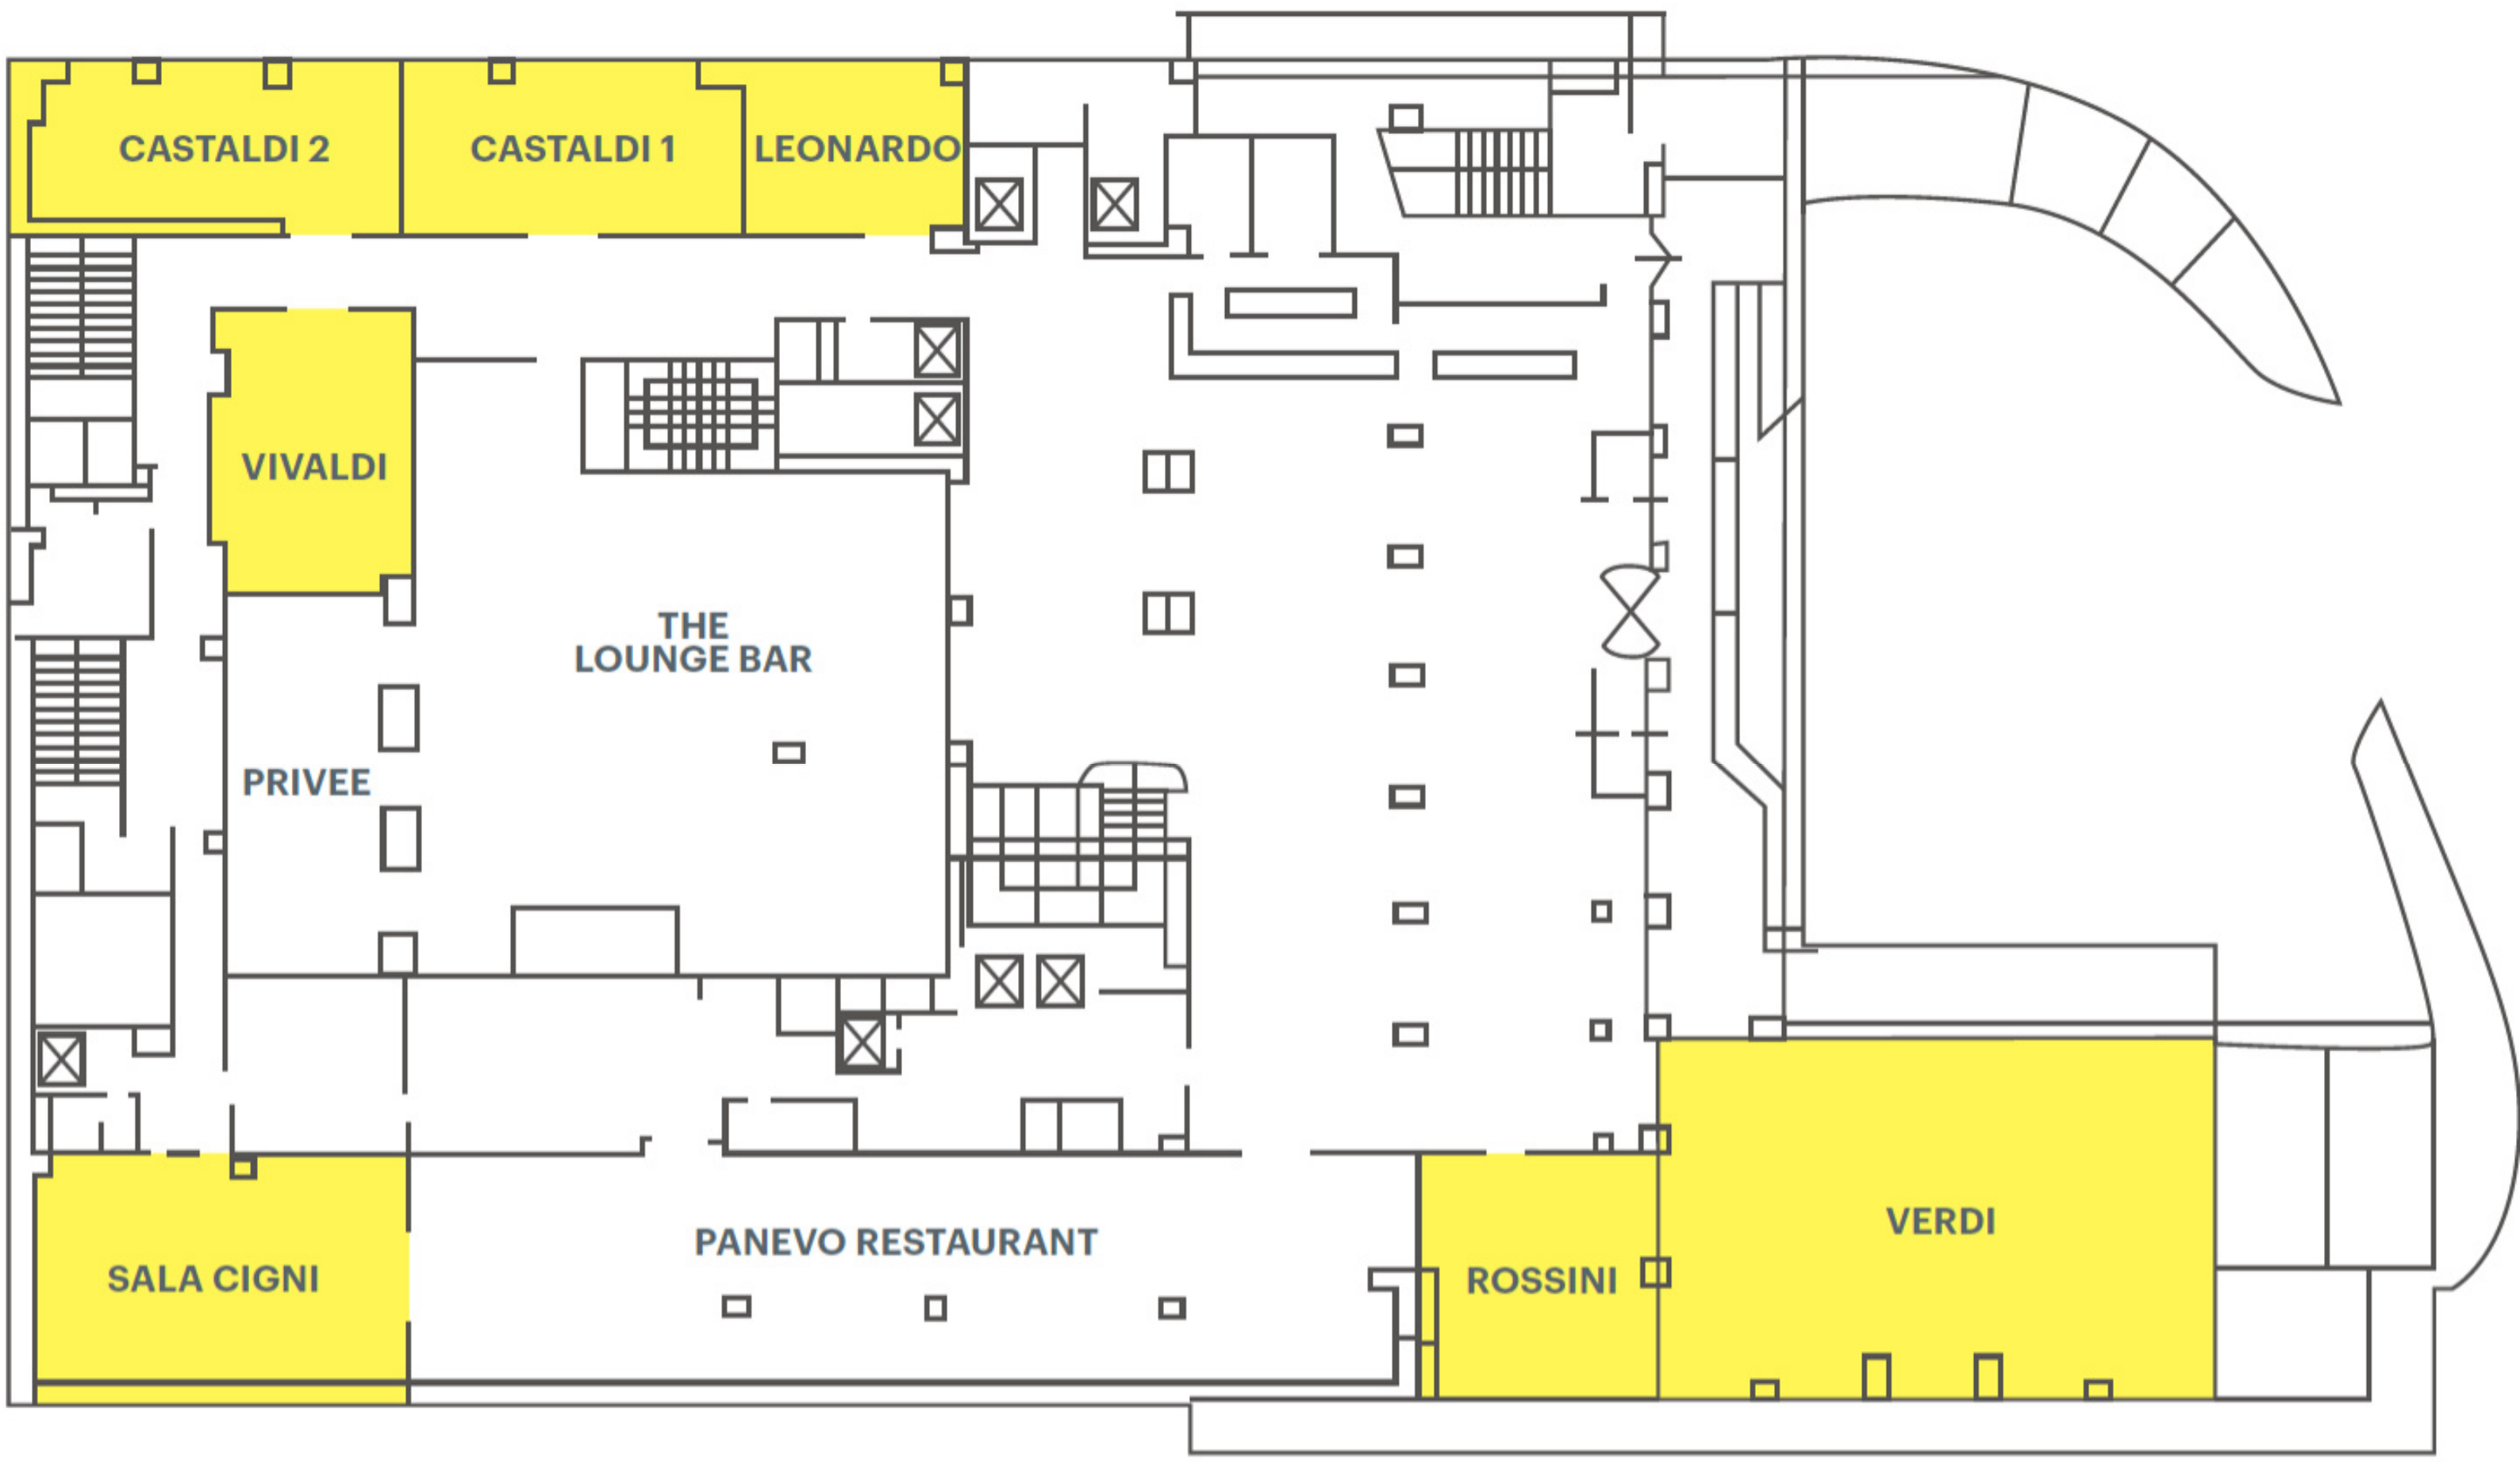 CASTALDI 2
CASTALDI 1
LEONARDO
VIVALDI
THE
LOUNGE BAR
PRIVEE
SALA CIGNI
PANEVO RESTAURANT
ROSSINI
VERDI